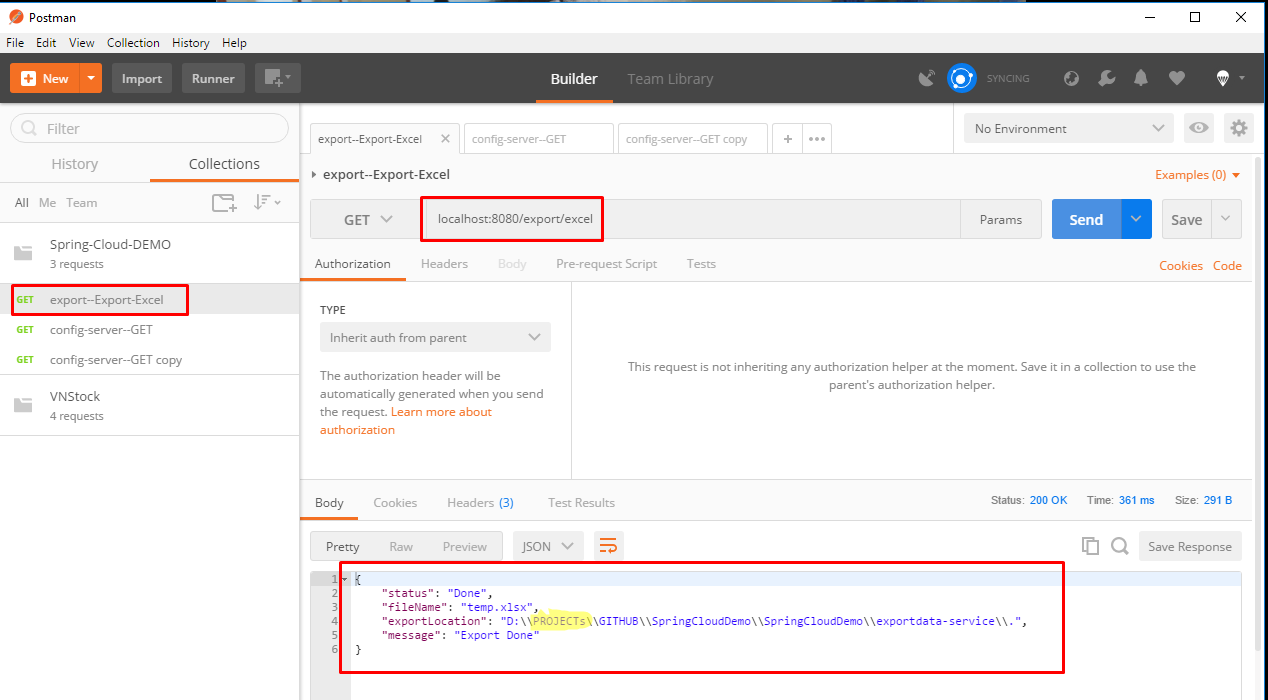 Postman
File Edit View Collection History Help
New Import Runner Builder Team Library SYNCING
Filter
History Collections
All Me Team
Spring-Cloud-DEMO
3 requests
GET export--Export-Excel
GET config-server--GET
GET config-server--GET copy
VNStock
4 requests
export--Export-Excel config-server--GET config-server--GET copy No Environment
export--Export-Excel Examples (0)
GET localhost:8080/export/excel Params Send Save
Authorization Headers Body Pre-request Script Tests Cookies Code
TYPE
Inherit auth from parent
The authorization header will be
automatically generated when you send
the request. Learn more about
authorization
This request is not inheriting any authorization helper at the moment. Save it in a collection to use the
parent's authorization helper.
Body Cookies Headers (3) Test Results Status: 200 OK Time: 361 ms Size: 291 B
Pretty Raw Preview JSON Save Response
1 {
2 "status": "Done",
3 "fileName": "temp.xlsx",
4 "exportLocation": "D:\\PROJECTs\\GITHUB\\SpringCloudDemo\\SpringCloudDemo\\exportdata-service\\.",
5 "message": "Export Done"
6 }